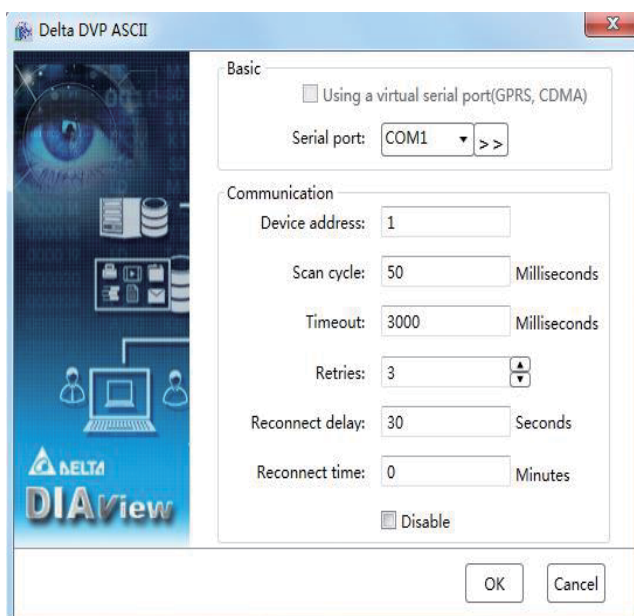 Delta DVP ASCII
X
Basic
Using a virtual serial port(GPRS, CDMA)
Serial port: COM1 >>
Communication
Device address: 1
Scan cycle: 50 Milliseconds
Timeout: 3000 Milliseconds
Retries: 3
Reconnect delay: 30 Seconds
Reconnect time: 0 Minutes
Disable
DELTA
DIAView
OK Cancel